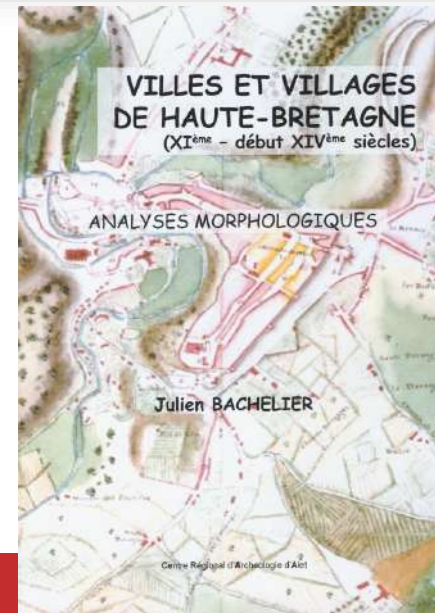 VILLES ET VILLAGES
DE HAUTE-BRETAGNE
(XIème - début XIVème siècles)
ANALYSES MORPHOLOGIQUES
Julien BACHELIER
Centre Régional d'Archéologie d'Alet